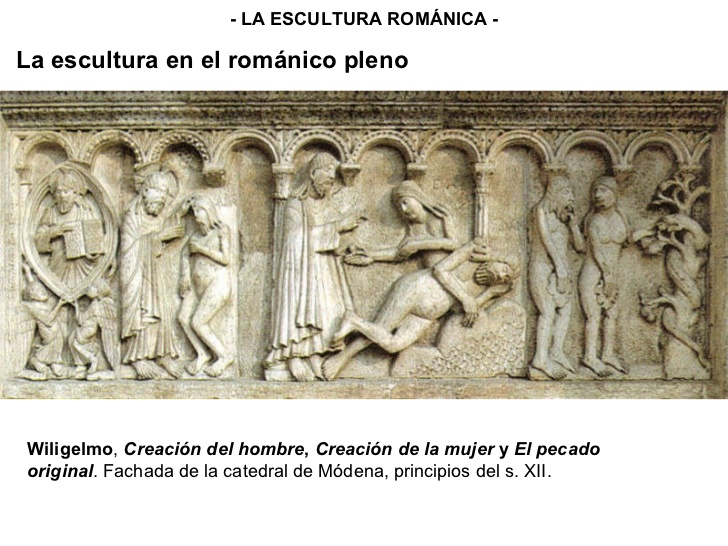 - LA ESCULTURA ROMÁNICA -
La escultura en el románico pleno
Wiligelmo, Creación del hombre, Creación de la mujer y El pecado
original. Fachada de la catedral de Módena, principios del s. XII.